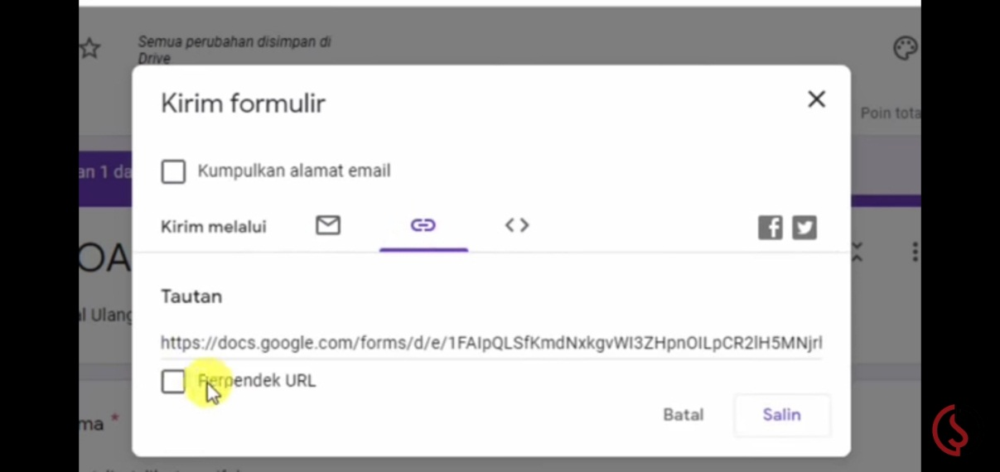 Semua perubahan disimpan di
Drive
Kirim formulir
Poin tota
Kumpulkan alamat email
an 1 da
Kirim melalui
OA
Tautan
l Ulang
https://docs.google.com/forms/d/e/1FAIpQLSfKmdNxkgvWI3ZHpnOILpCR2lH5MNjrl
Perpendek URL
Batal
Salin
ma *